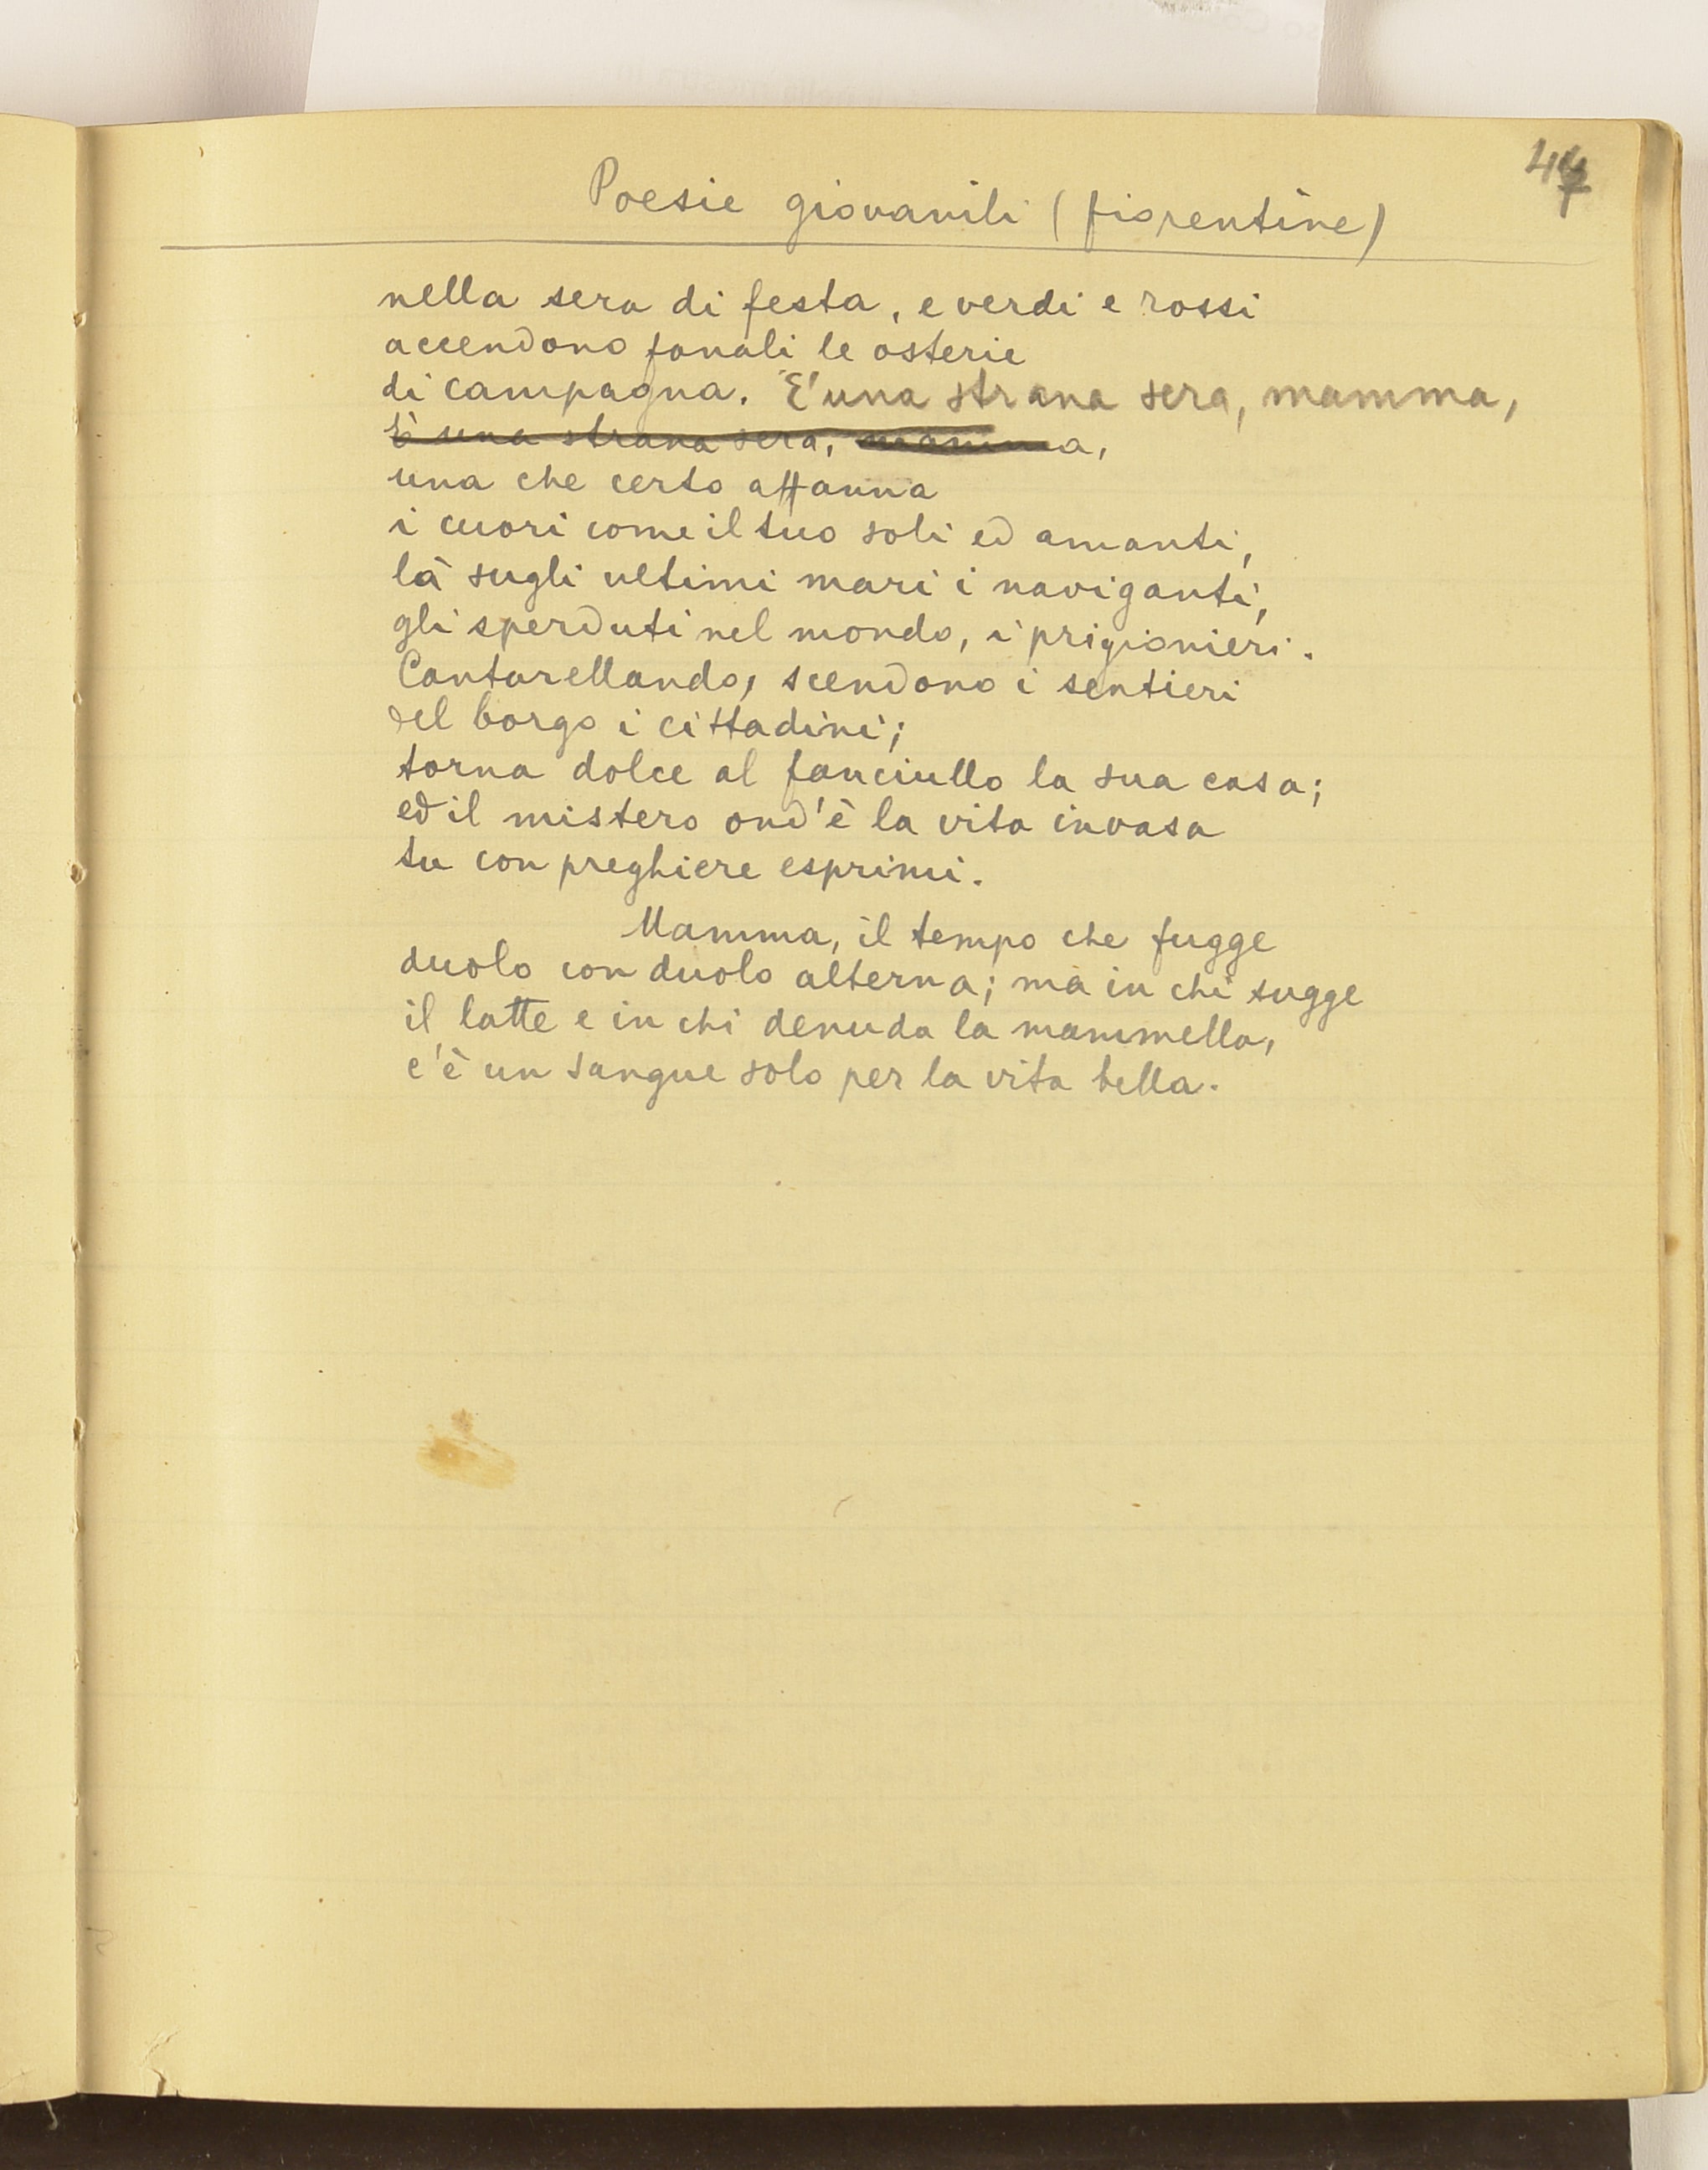 Poesie giovanili (fiorentine)
nella sera di festa, e verdi e rossi
accendono fanali le osterie
di campagna. E' una strana sera, mamma,
È una strana sera, mamma,
una che certo affanna
i cuori come il tuo soli ed amanti,
là sugli ultimi mari i naviganti,
gli sperduti nel mondo, i prigionieri.
Cantarellando, scendono i sentieri
del borgo i cittadini;
torna dolce al fanciullo la sua casa;
ed il mistero ond'è la vita invasa
tu con preghiere esprimi.
Mamma, il tempo che fugge
duolo con duolo alterna; ma in chi sugge
il latte e in chi denuda la mammella,
c'è un sangue solo per la vita bella.